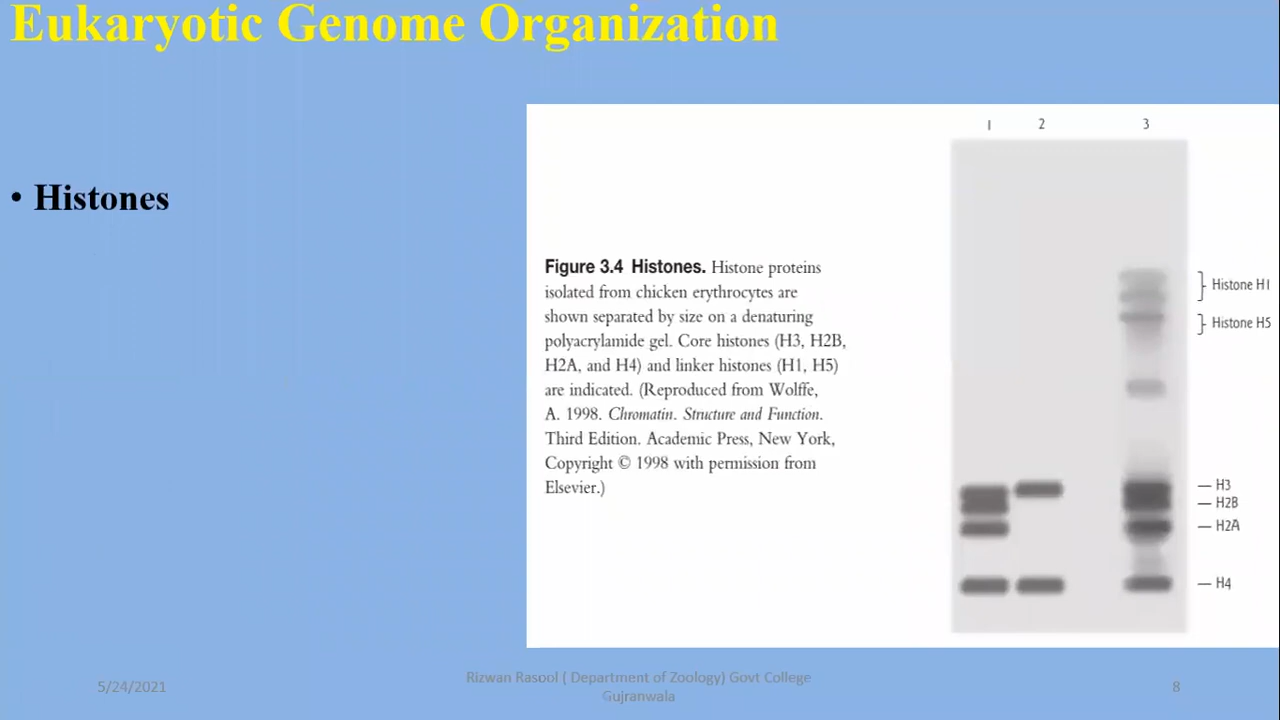 Eukaryotic Genome Organization
• Histones
Figure 3.4 Histones. Histone proteins
isolated from chicken erythrocytes are
shown separated by size on a denaturing
polyacrylamide gel. Core histones (H3, H2B,
H2A, and H4) and linker histones (H1, H5)
are indicated. (Reproduced from Wolffe,
A. 1998. Chromatin. Structure and Function.
Third Edition. Academic Press, New York,
Copyright © 1998 with permission from
Elsevier.)
1 2 3
Histone H1
Histone H5
H3
H2B
H2A
H4
5/24/2021
Rizwan Rasool ( Department of Zoology) Govt College
Gujranwala
8